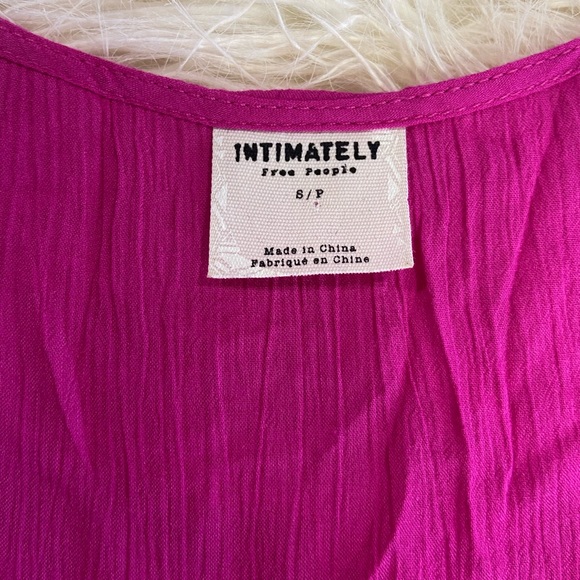 INTIMATELY
Free People
S/P
Made in China
Fabriqué en Chine